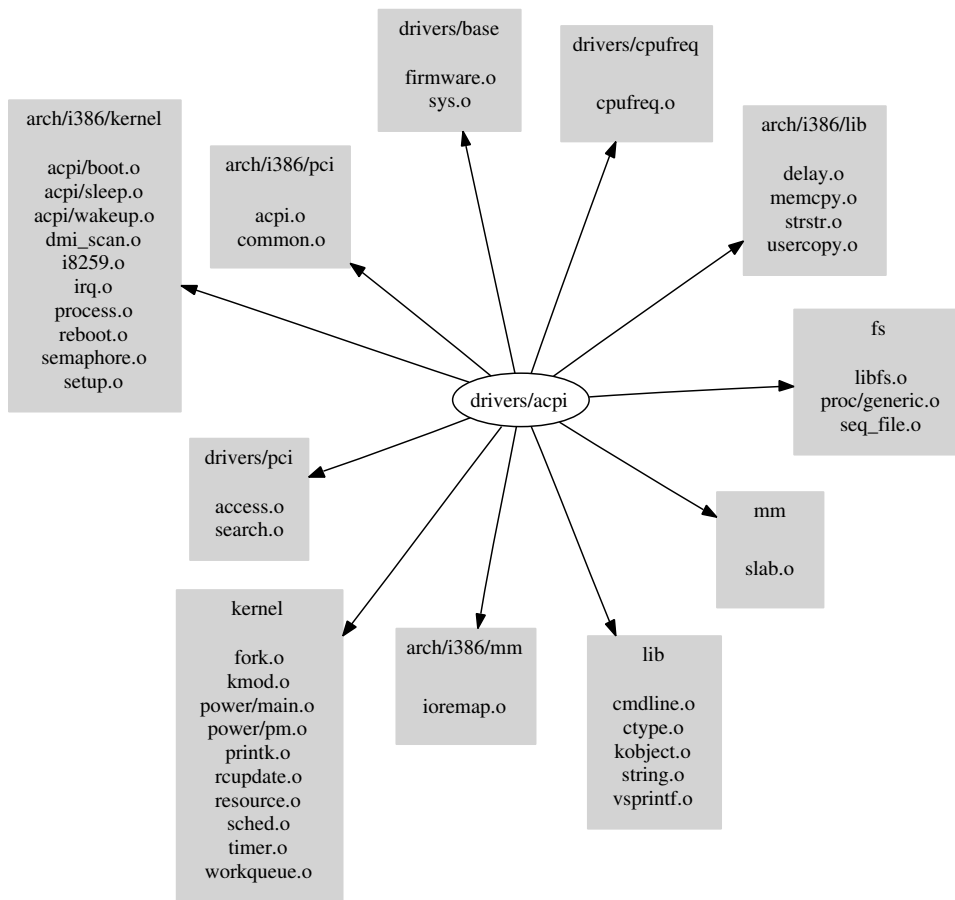 drivers/base
firmware.o
sys.o
drivers/cpufreq
cpufreq.o
arch/i386/kernel
acpi/boot.o
acpi/sleep.o
acpi/wakeup.o
dmi_scan.o
i8259.o
irq.o
process.o
reboot.o
semaphore.o
setup.o
arch/i386/pci
acpi.o
common.o
arch/i386/lib
delay.o
memcpy.o
strstr.o
usercopy.o
fs
libfs.o
proc/generic.o
seq_file.o
drivers/acpi
drivers/pci
access.o
search.o
mm
slab.o
kernel
fork.o
kmod.o
power/main.o
power/pm.o
printk.o
rcupdate.o
resource.o
sched.o
timer.o
workqueue.o
arch/i386/mm
ioremap.o
lib
cmdline.o
ctype.o
kobject.o
string.o
vsprintf.o